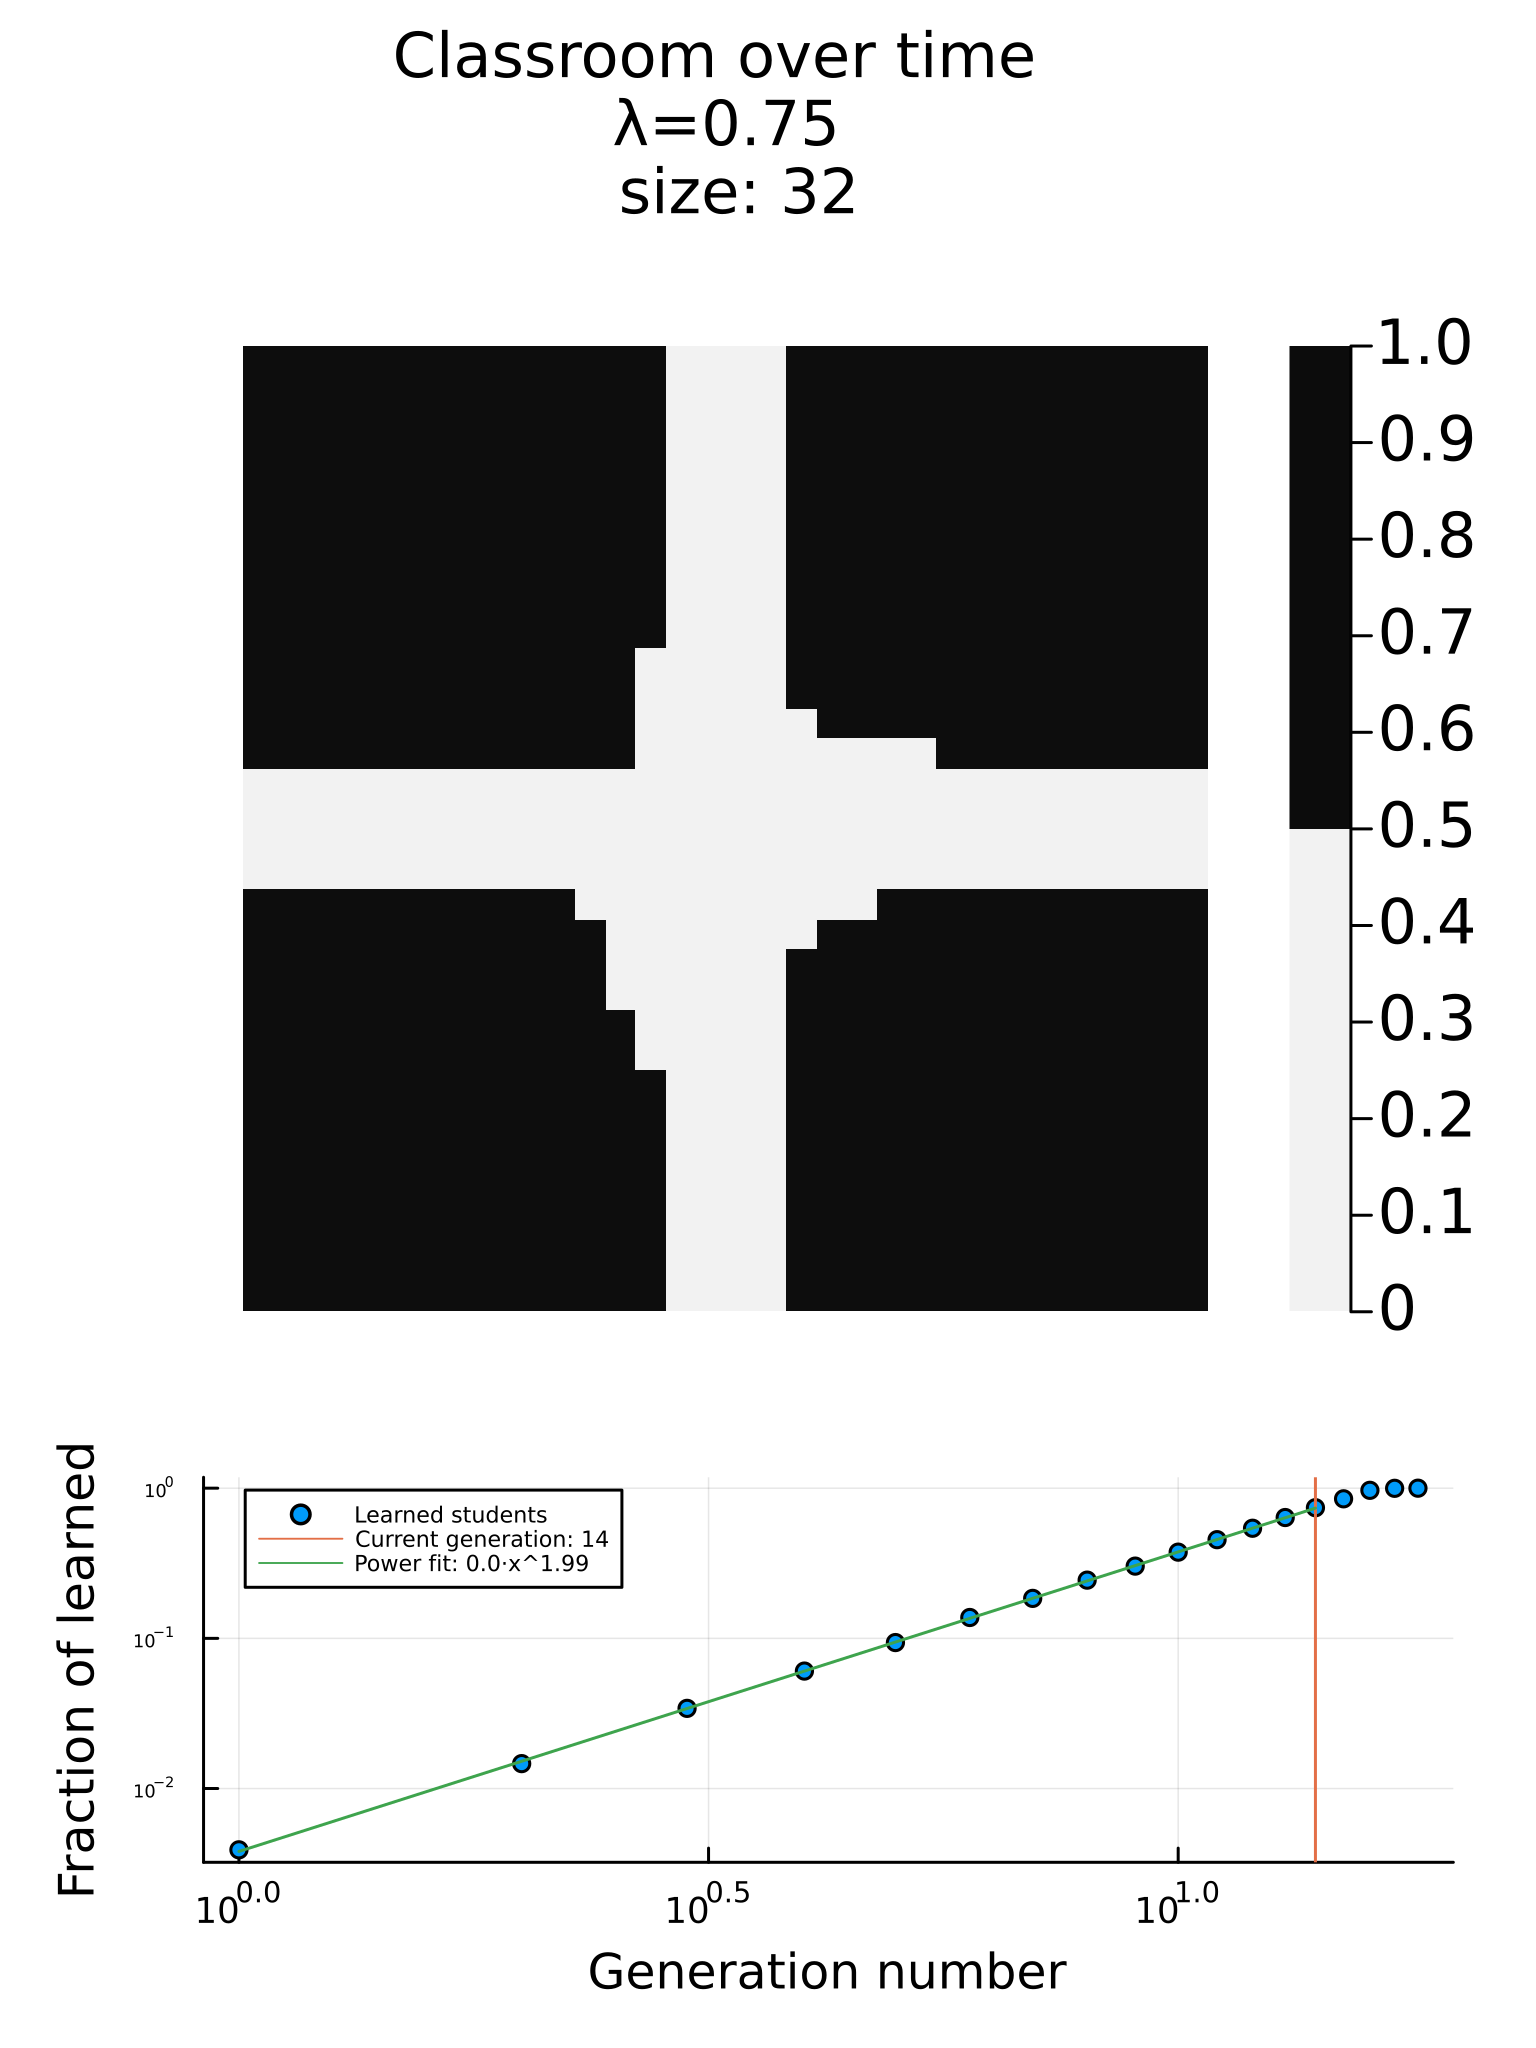 Classroom over time
λ=0.75
size: 32
1.0
0.9
0.8
0.7
0.6
0.5
0.4
0.3
0.2
0.1
0
Fraction of learned
10⁰
10⁻¹
10⁻²
Learned students
Current generation: 14
Power fit: 0.0·x^1.99
10^0.0
10^0.5
10^1.0
Generation number